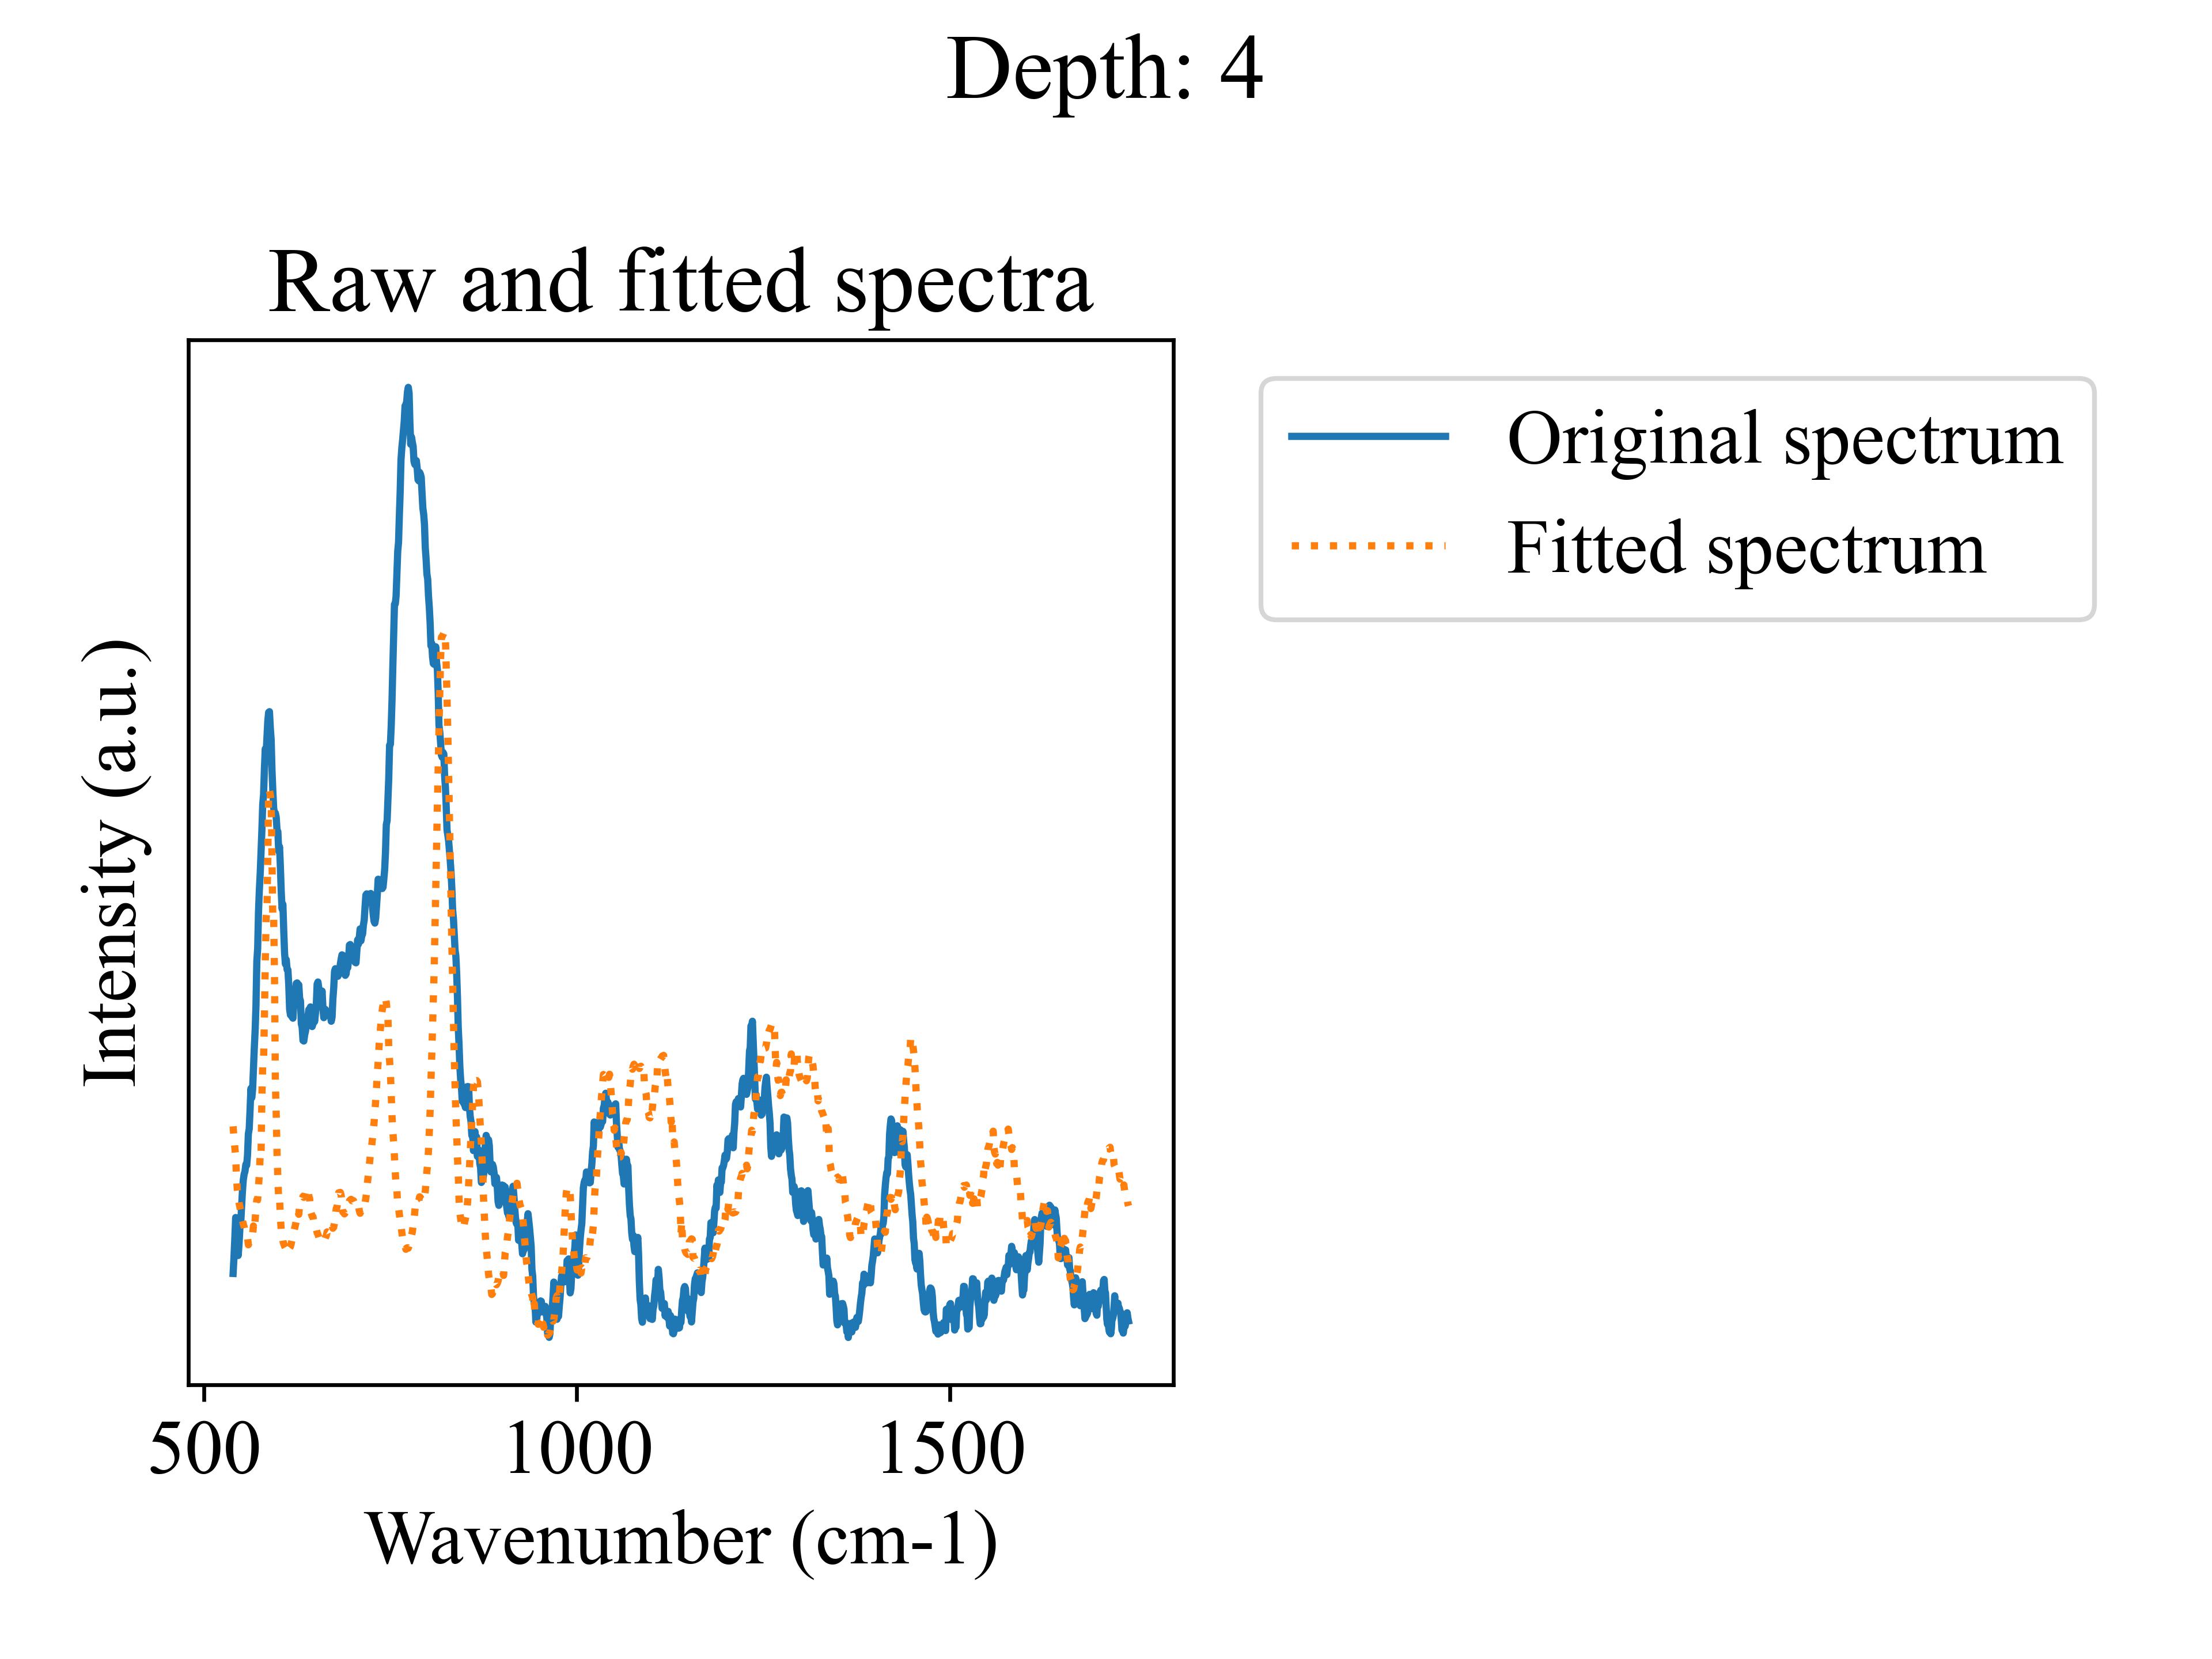 Depth: 4
Raw and fitted spectra
Original spectrum
Fitted spectrum
Intensity (a.u.)
500 1000 1500
Wavenumber (cm-1)